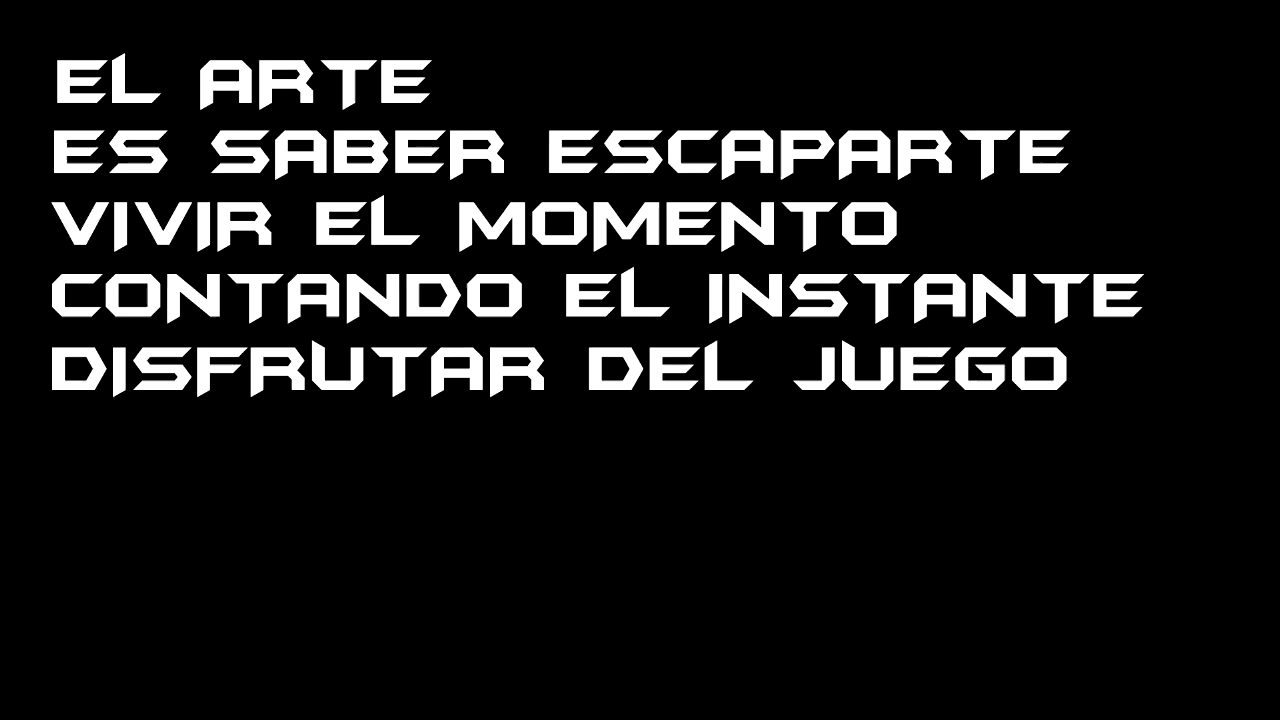 EL ARTE
ES SABER ESCAPARTE
VIVIR EL MOMENTO
CONTANDO EL INSTANTE
DISFRUTAR DEL JUEGO